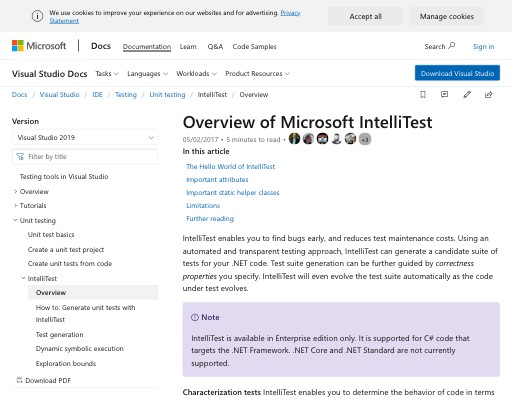 We use cookies to improve your experience on our websites and for advertising. Privacy
Statement
Accept all
Manage cookies
Microsoft
Docs
Documentation
Learn
Q&A
Code Samples
Search
Sign in
Visual Studio Docs
Tasks
Languages
Workloads
Product Resources
Download Visual Studio
Docs / Visual Studio / IDE / Testing / Unit testing / IntelliTest / Overview
Version
Visual Studio 2019
Filter by title
Testing tools in Visual Studio
Overview
Tutorials
Unit testing
Unit test basics
Create a unit test project
Create unit tests from code
IntelliTest
Overview
How to: Generate unit tests with
IntelliTest
Test generation
Dynamic symbolic execution
Exploration bounds
Download PDF
Overview of Microsoft IntelliTest
05/02/2017 • 5 minutes to read •
+3
In this article
The Hello World of IntelliTest
Important attributes
Important static helper classes
Limitations
Further reading
IntelliTest enables you to find bugs early, and reduces test maintenance costs. Using an
automated and transparent testing approach, IntelliTest can generate a candidate suite of
tests for your .NET code. Test suite generation can be further guided by correctness
properties you specify. IntelliTest will even evolve the test suite automatically as the code
under test evolves.
Note
IntelliTest is available in Enterprise edition only. It is supported for C# code that
targets the .NET Framework. .NET Core and .NET Standard are not currently
supported.
Characterization tests IntelliTest enables you to determine the behavior of code in terms